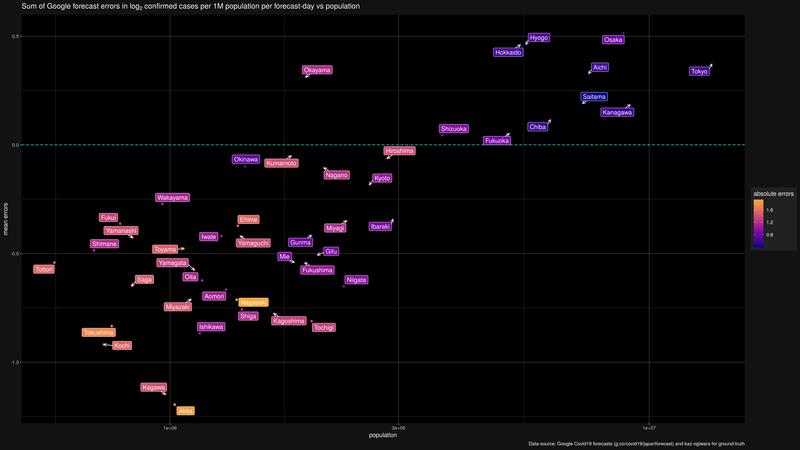 Sum of Google forecast errors in log2 confirmed cases per 1M population per forecast-day vs population
mean errors
0.5
0.0
-0.5
-1.0
Hyogo
Osaka
Hokkaido
Okayama
Aichi
Tokyo
Saitama
Kanagawa
Chiba
Shizuoka
Fukuoka
Hiroshima
Okinawa
Kumamoto
Nagano
Kyoto
Wakayama
Fukui
Ehime
Yamanashi
Miyagi
Ibaraki
Iwate
Shimane
Yamaguchi
Gunma
Toyama
Gifu
Mie
Yamagata
Tottori
Fukushima
Oita
Saga
Niigata
Aomori
Nagasaki
Miyazaki
Shiga
Kagoshima
Ishikawa
Tochigi
Tokushima
Kochi
Kagawa
Akita
1e+06
3e+06
1e+07
population
absolute errors
1.6
1.2
0.8
Data source: Google Covid19 forecasts (g.co/covid19/japanforecast) and kaz-ogiwara for ground-truth